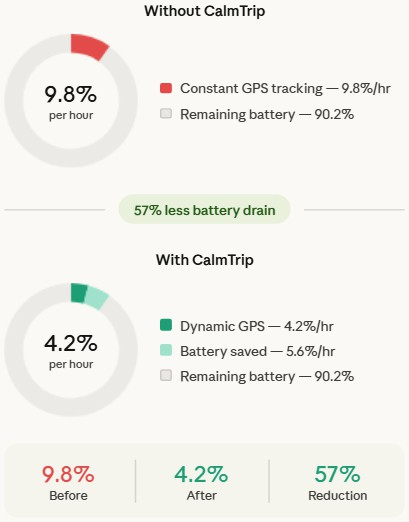 Without CalmTrip
9.8%
per hour
Constant GPS tracking — 9.8%/hr
Remaining battery — 90.2%
57% less battery drain
With CalmTrip
4.2%
per hour
Dynamic GPS — 4.2%/hr
Battery saved — 5.6%/hr
Remaining battery — 90.2%
9.8%
Before
4.2%
After
57%
Reduction